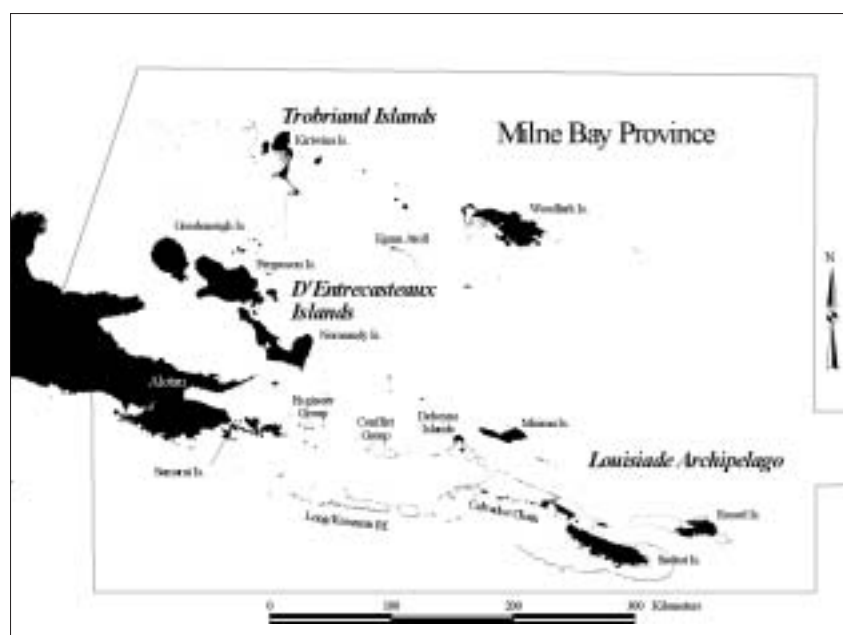 Trobriand Islands
Kiriwina Is.
Milne Bay Province
Woodlark Is.
Goodenough Is.
Egum Atoll
Fergusson Is.
N
D'Entrecasteaux
Islands
Normanby Is.
Alotau
Engineer
Group
Conflict
Group
Deboyne
Islands
Misima Is.
Louisiade Archipelago
Samarai Is.
Calvados Chain
Rossel Is.
Sudest Is.
0 100 200 300 Kilometers